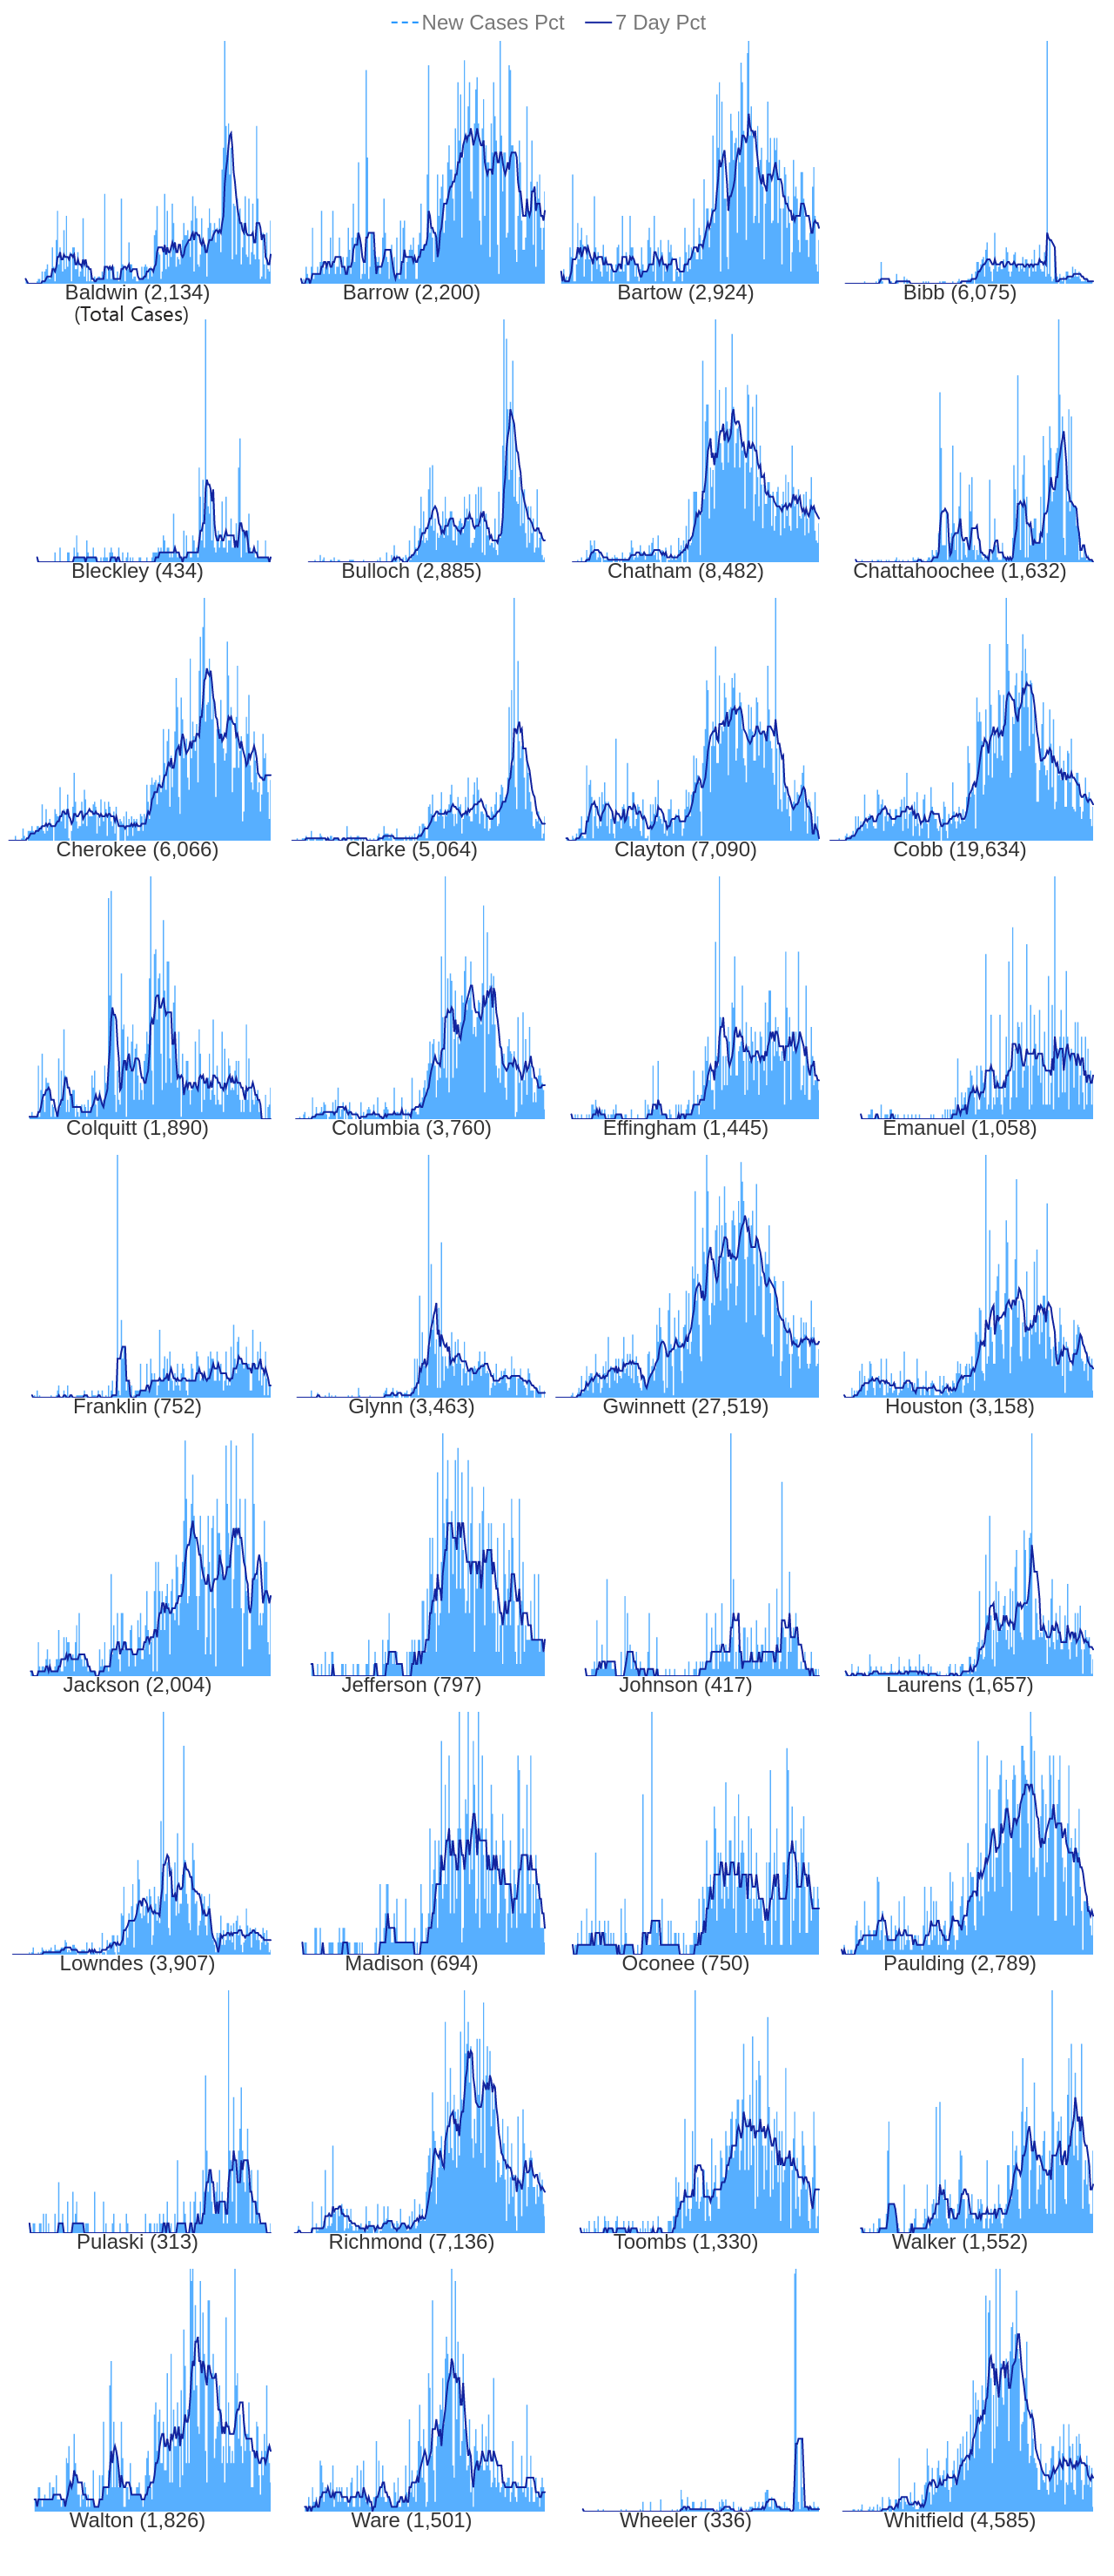 New Cases Pct 7 Day Pct
Baldwin (2,134) Barrow (2,200) Bartow (2,924) Bibb (6,075)
(Total Cases)
Bleckley (434) Bulloch (2,885) Chatham (8,482) Chattahoochee (1,632)
Cherokee (6,066) Clarke (5,064) Clayton (7,090) Cobb (19,634)
Colquitt (1,890) Columbia (3,760) Effingham (1,445) Emanuel (1,058)
Franklin (752) Glynn (3,463) Gwinnett (27,519) Houston (3,158)
Jackson (2,004) Jefferson (797) Johnson (417) Laurens (1,657)
Lowndes (3,907) Madison (694) Oconee (750) Paulding (2,789)
Pulaski (313) Richmond (7,136) Toombs (1,330) Walker (1,552)
Walton (1,826) Ware (1,501) Wheeler (336) Whitfield (4,585)